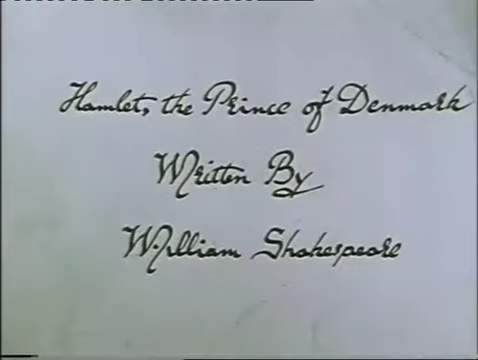 Hamlet, the Prince of Denmark
Written By
William Shakespeare